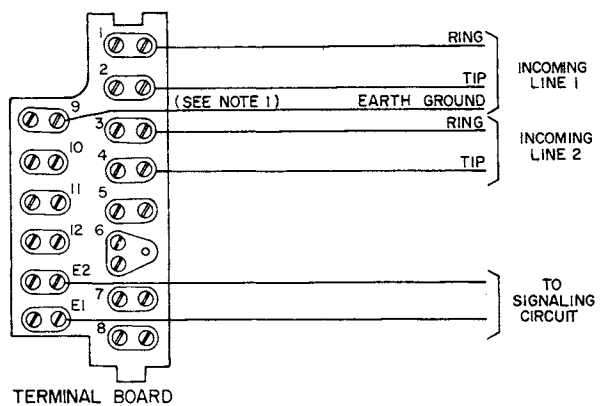 1
RING
2
TIP
INCOMING
LINE 1
9
(SEE NOTE 1)
EARTH GROUND
3
RING
10
4
TIP
INCOMING
LINE 2
11
5
12
6
E2
7
E1
8
TO
SIGNALING
CIRCUIT
TERMINAL BOARD